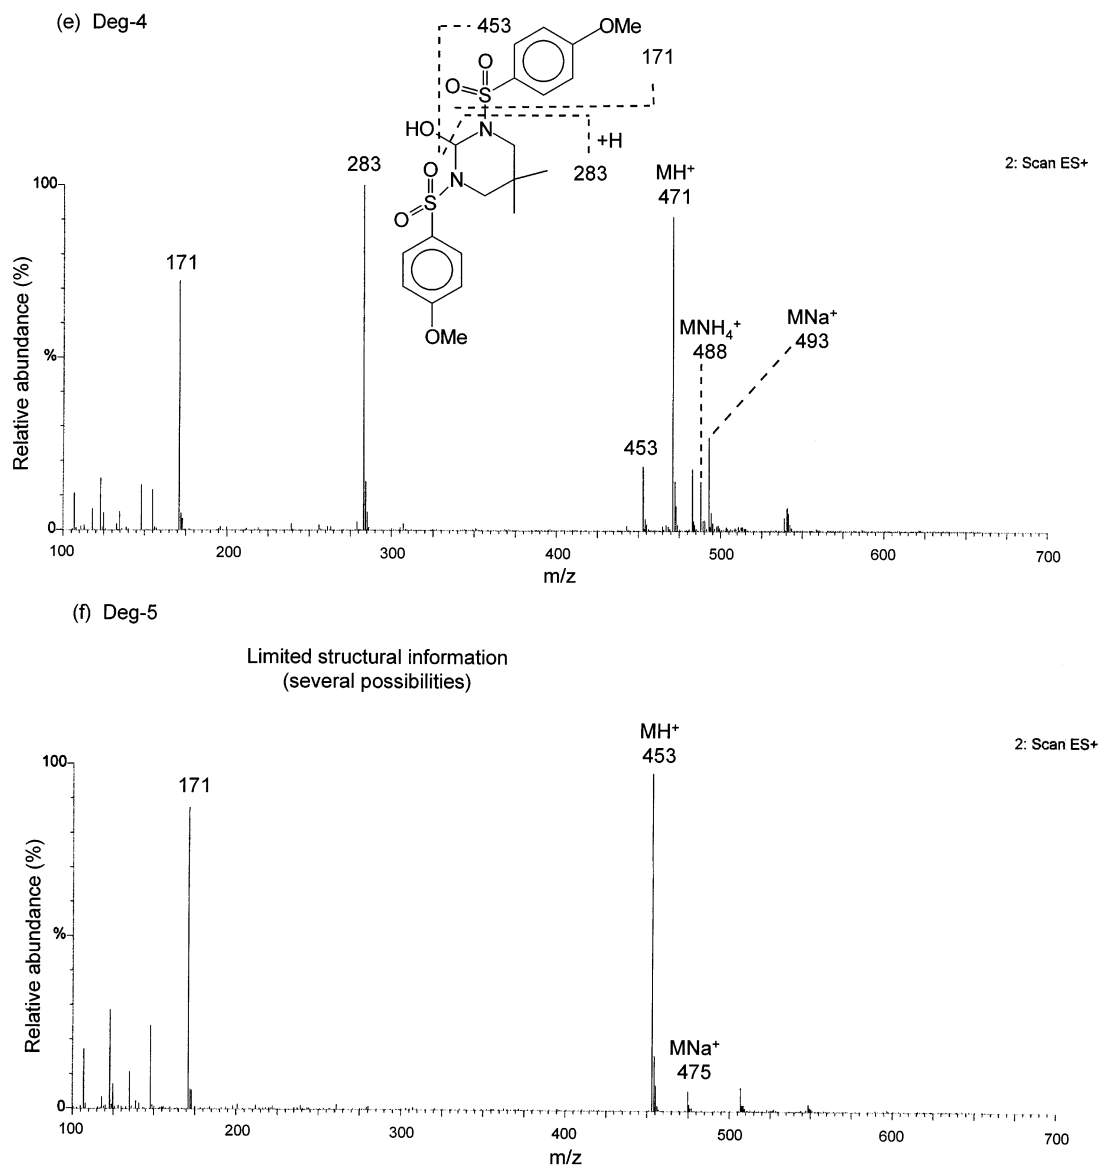 (e) Deg-4
453
OMe
171
O
O
S
HO
N
+H
283
283
2: Scan ES+
MH⁺
471
O
N
S
O
100
171
MNH₄⁺
488
MNa⁺
493
OMe
%
Relative abundance (%)
453
0
100 200 300 400 500 600 700
m/z
(f) Deg-5
Limited structural information
(several possibilities)
MH⁺
453
2: Scan ES+
100
171
%
Relative abundance (%)
MNa⁺
475
0
100 200 300 400 500 600 700
m/z